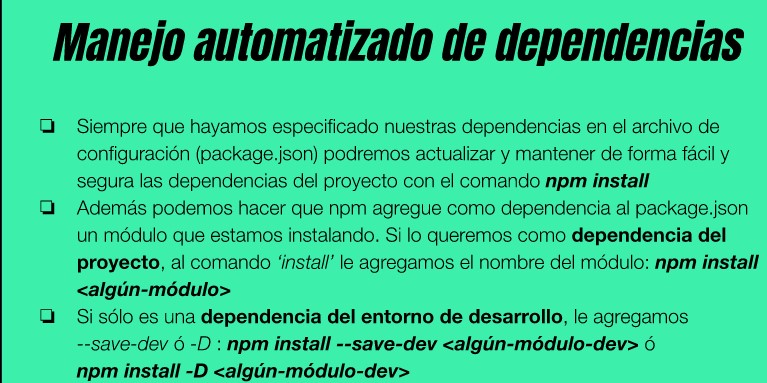 Manejo automatizado de dependencias
❏ Siempre que hayamos especificado nuestras dependencias en el archivo de
configuración (package.json) podremos actualizar y mantener de forma fácil y
segura las dependencias del proyecto con el comando npm install
❏ Además podemos hacer que npm agregue como dependencia al package.json
un módulo que estamos instalando. Si lo queremos como dependencia del
proyecto, al comando ‘install’ le agregamos el nombre del módulo: npm install
<algún-módulo>
❏ Si sólo es una dependencia del entorno de desarrollo, le agregamos
--save-dev ó -D : npm install --save-dev <algún-módulo-dev> ó
npm install -D <algún-módulo-dev>